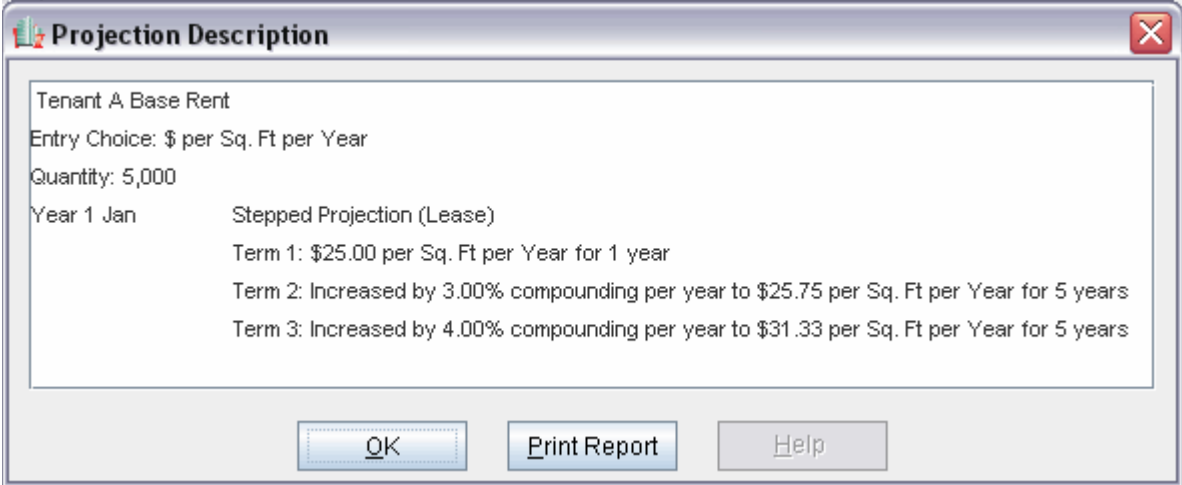 Projection Description
Tenant A Base Rent
Entry Choice: $ per Sq. Ft per Year
Quantity: 5,000
Year 1 Jan Stepped Projection (Lease)
Term 1: $25.00 per Sq. Ft per Year for 1 year
Term 2: Increased by 3.00% compounding per year to $25.75 per Sq. Ft per Year for 5 years
Term 3: Increased by 4.00% compounding per year to $31.33 per Sq. Ft per Year for 5 years
OK Print Report Help